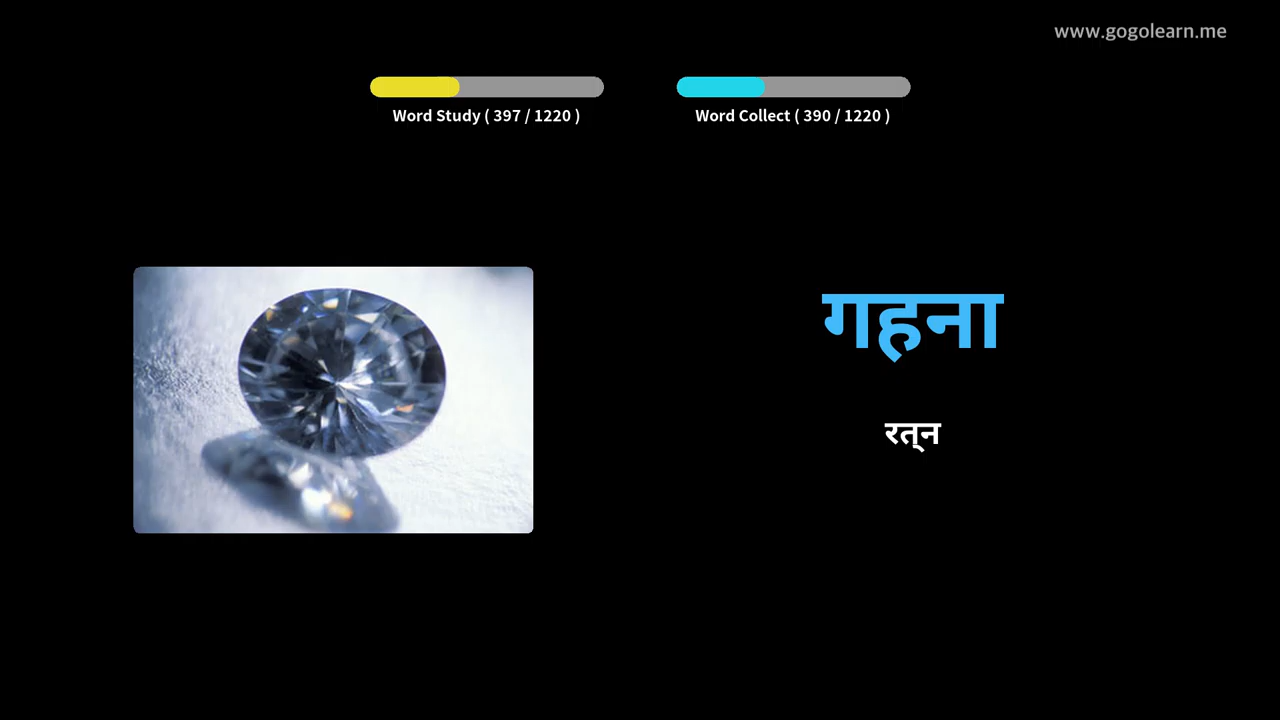 www.gogolearn.me
Word Study ( 397 / 1220 )
Word Collect ( 390 / 1220 )
गहना
रत्‌न